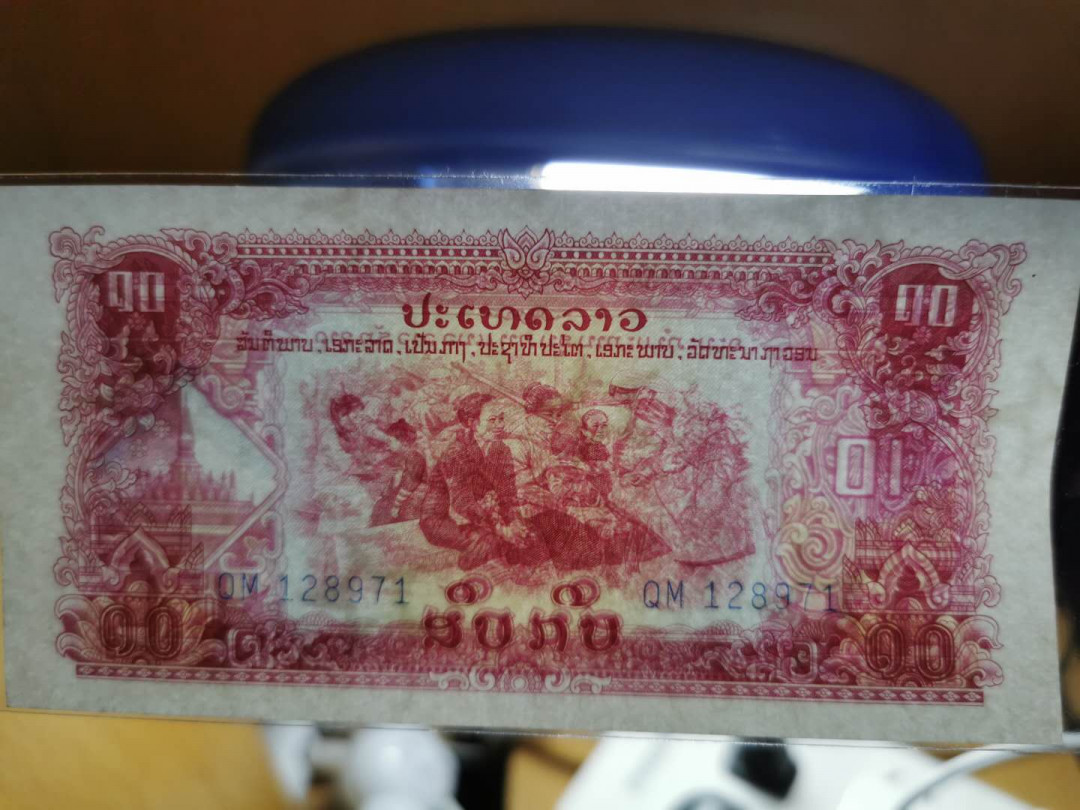 ໑໐ ໑໐
ປະເທດລາວ
ສັນຕິພາບ, ເອກະລາດ, ເປັນກາງ, ປະຊາທິປະໄຕ, ເອກະພາບ, ວັດທະນາຖາວອນ
QM 128971 QM 128971
ສິບກີບ
໑໐ ໑໐